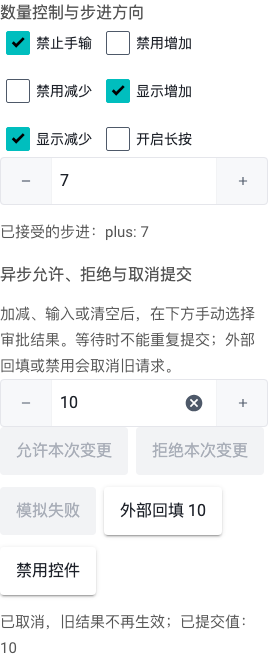 数量控制与步进方向
禁止手输 禁用增加
禁用减少 显示增加
显示减少 开启长按
− 7 +
已接受的步进：plus: 7
异步允许、拒绝与取消提交
加减、输入或清空后，在下方手动选择
审批结果。等待时不能重复提交；外部
回填或禁用会取消旧请求。
− 10 +
允许本次变更 拒绝本次变更
模拟失败 外部回填 10
禁用控件
已取消，旧结果不再生效；已提交值：
10